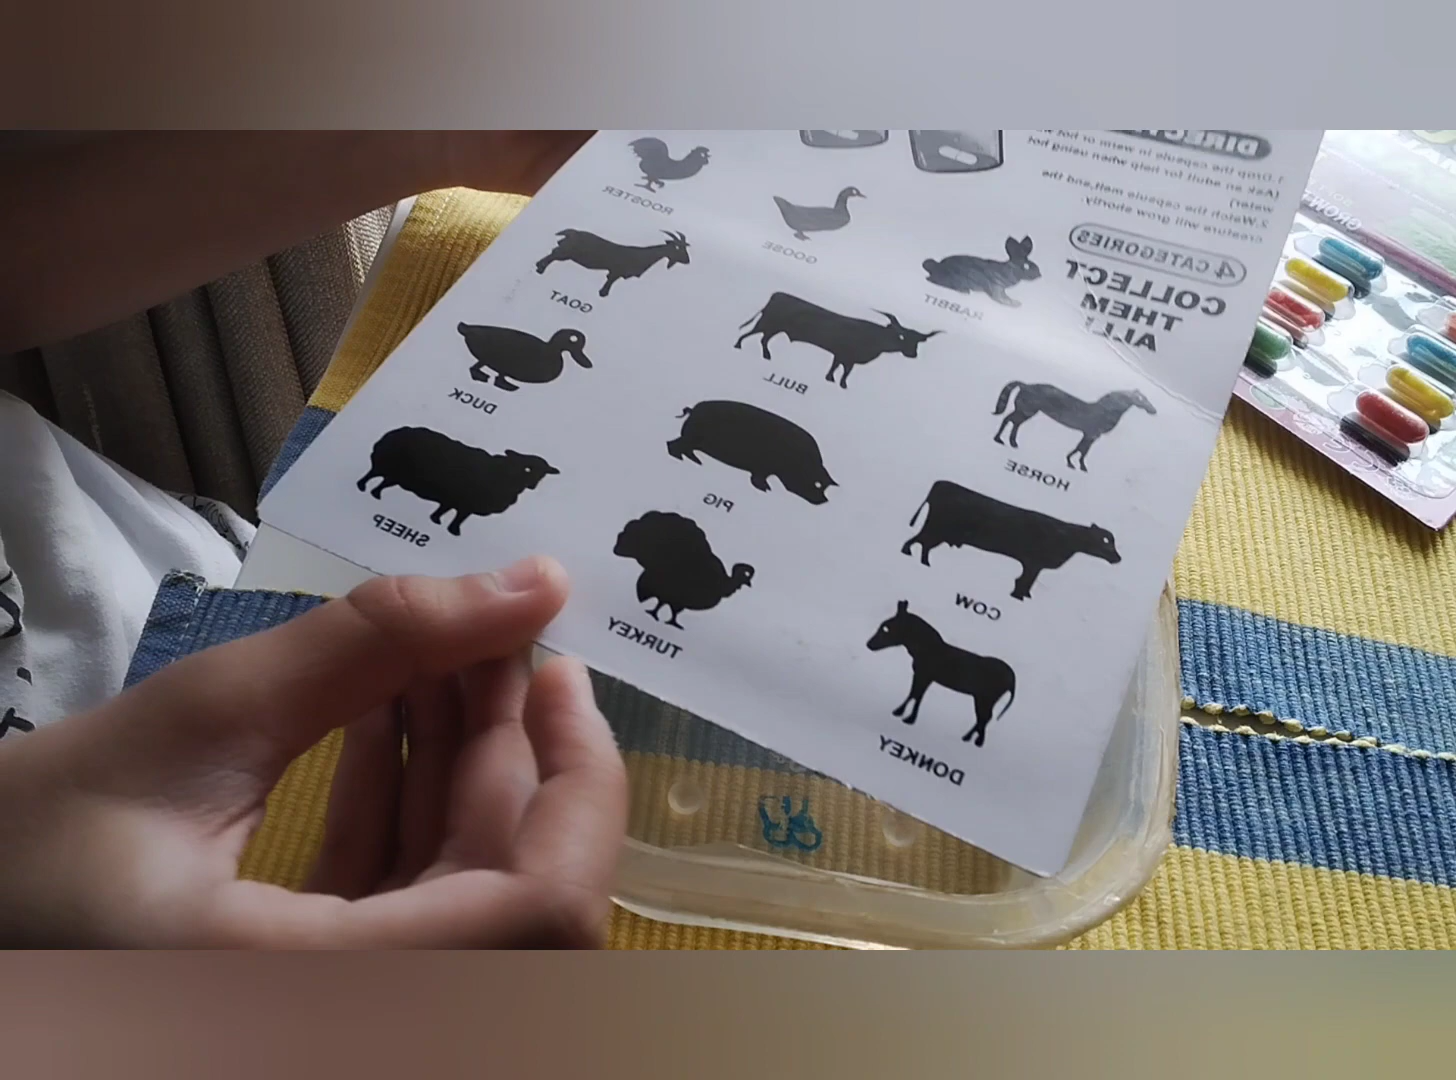 DIRECT
1.Drop the capsule in warm or hot
(Ask an adult for help when using hot
water)
2.Watch the capsule melt,and the
creature will grow shortly.
4 CATEGORIES
COLLECT
THEM
ALL
ROOSTER
GOOSE
RABBIT
GOAT
BULL
HORSE
DUCK
PIG
COW
SHEEP
TURKEY
DONKEY
GROW